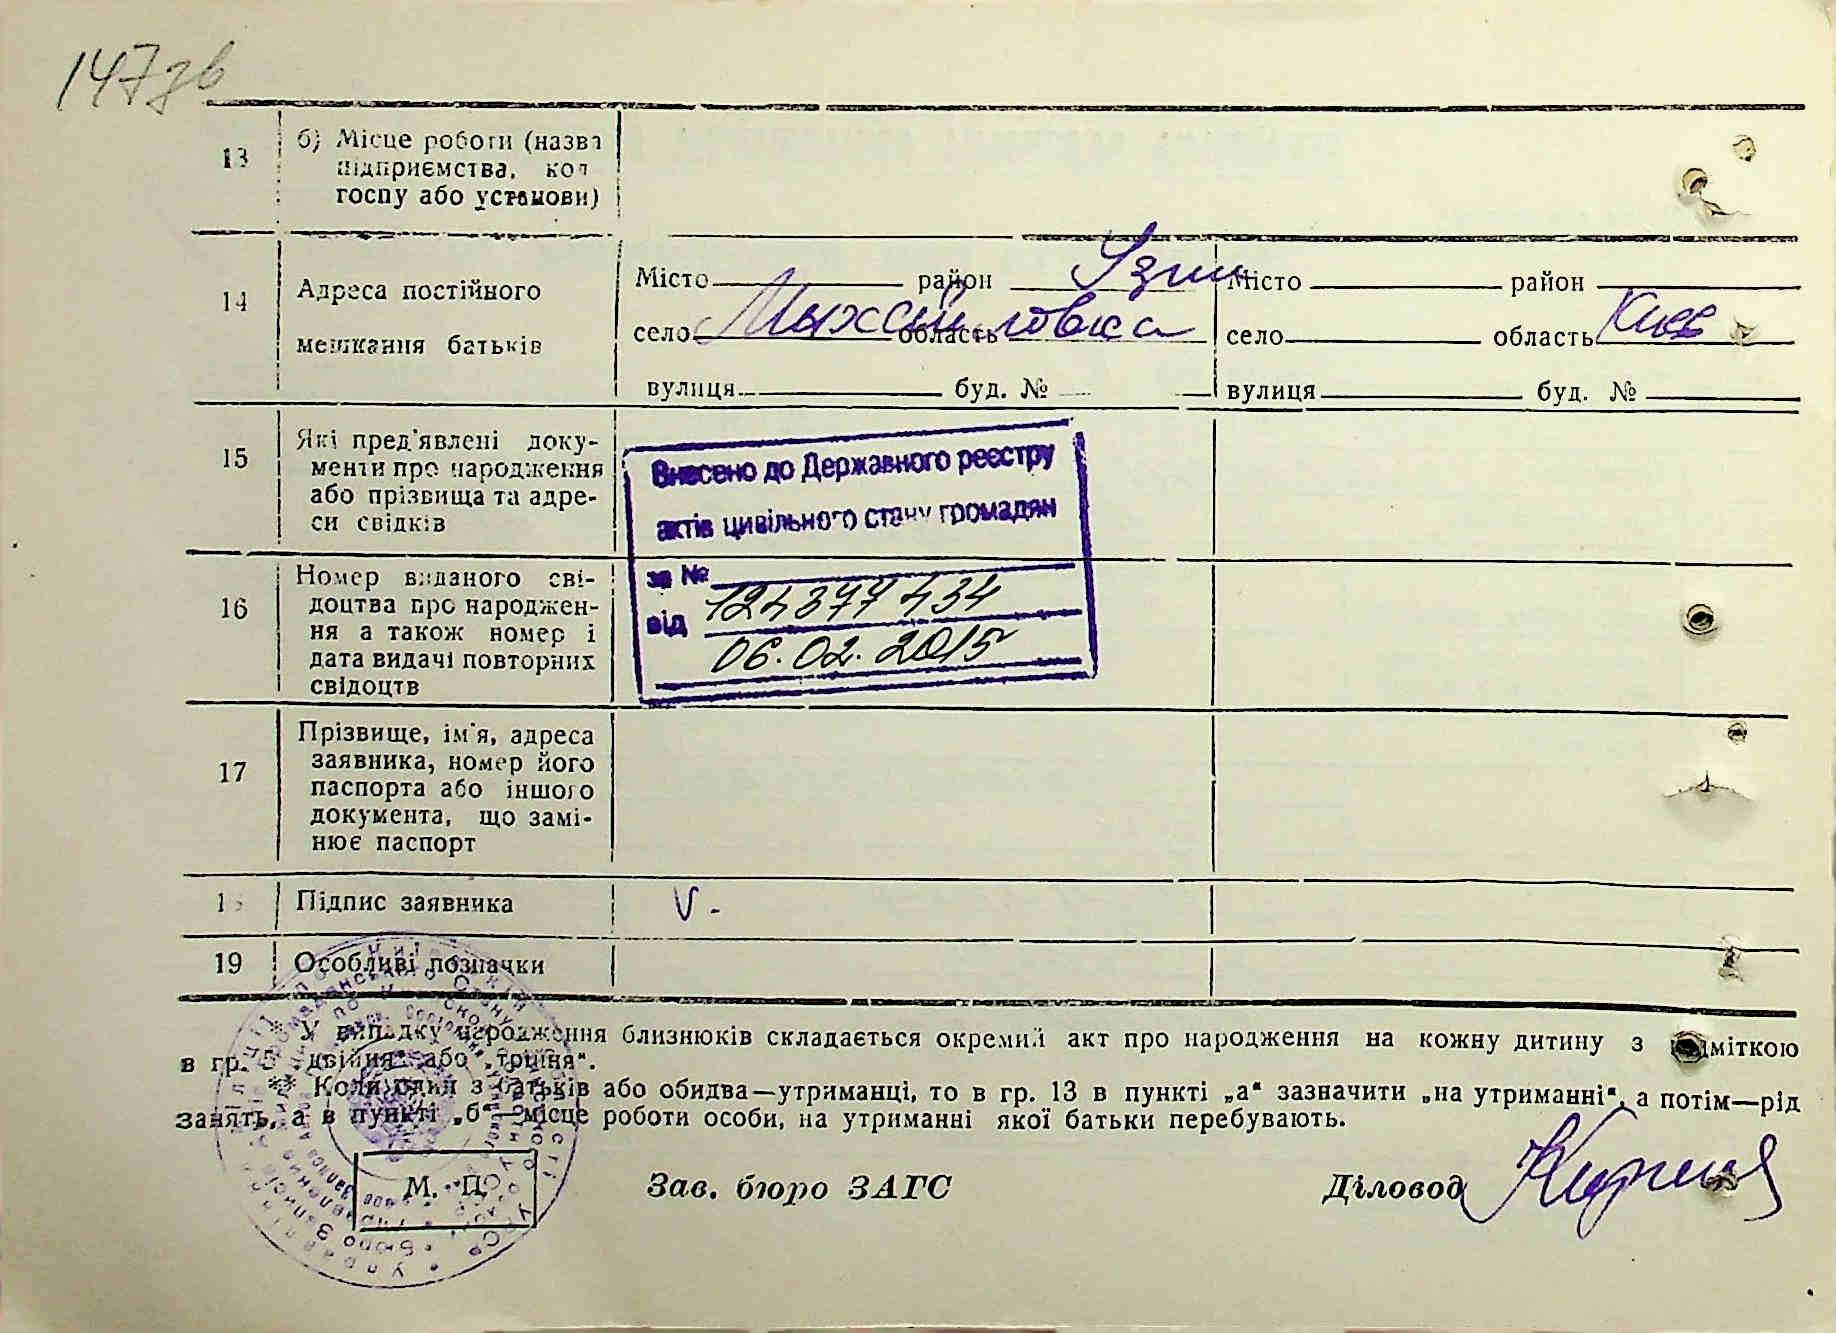 147зв
13
б) Місце роботи (назва
підприємства, кол
госпу або установи)
14
Адреса постійного
мешкання батьків
Місто район Узин
село Михайловка область
вулиця буд. №
Місто район
село область Киев
вулиця буд. №
15
Які пред'явлені доку-
менти про народження
або прізвища та адре-
си свідків
Внесено до Державного реєстру
актів цивільного стану громадян
за № 124377434
від 06.02.2015
16
Номер виданого сві-
доцтва про народжен-
ня а також номер і
дата видачі повторних
свідоцтв
17
Прізвище, ім'я, адреса
заявника, номер його
паспорта або іншого
документа, що замі-
нює паспорт
18
Підпис заявника
V -
19
Особливі позначки
* У випадку народження близнюків складається окремий акт про народження на кожну дитину з відміткою
в гр. 5 „двійня" або „трійня".
** Коли один з батьків або обидва—утриманці, то в гр. 13 в пункті „а" зазначити „на утриманні", а потім—рід
занять, а в пункті „б" місце роботи особи, на утриманні якої батьки перебувають.
М. П.
Зав. бюро ЗАГС
Діловод